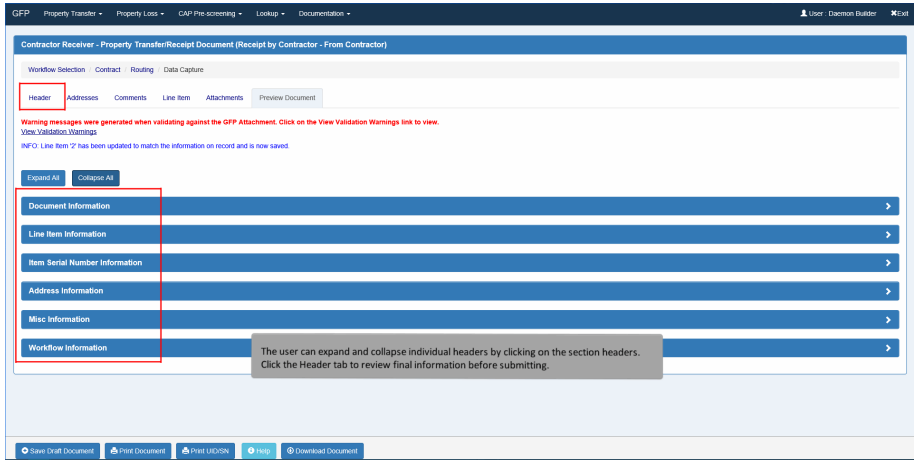 GFP Property Transfer Property Loss CAP Pre-screening Lookup Documentation User : Daemon Builder Exit
Contractor Receiver - Property Transfer/Receipt Document (Receipt by Contractor - From Contractor)
Workflow Selection / Contract / Routing / Data Capture
Header Addresses Comments Line Item Attachments Preview Document
Warning messages were generated when validating against the GFP Attachment. Click on the View Validation Warnings link to view.
View Validation Warnings
INFO: Line Item '2' has been updated to match the information on record and is now saved.
Expand All Collapse All
Document Information
Line Item Information
Item Serial Number Information
Address Information
Misc Information
Workflow Information
The user can expand and collapse individual headers by clicking on the section headers.
Click the Header tab to review final information before submitting.
Save Draft Document Print Document Print UID/SN Help Download Document